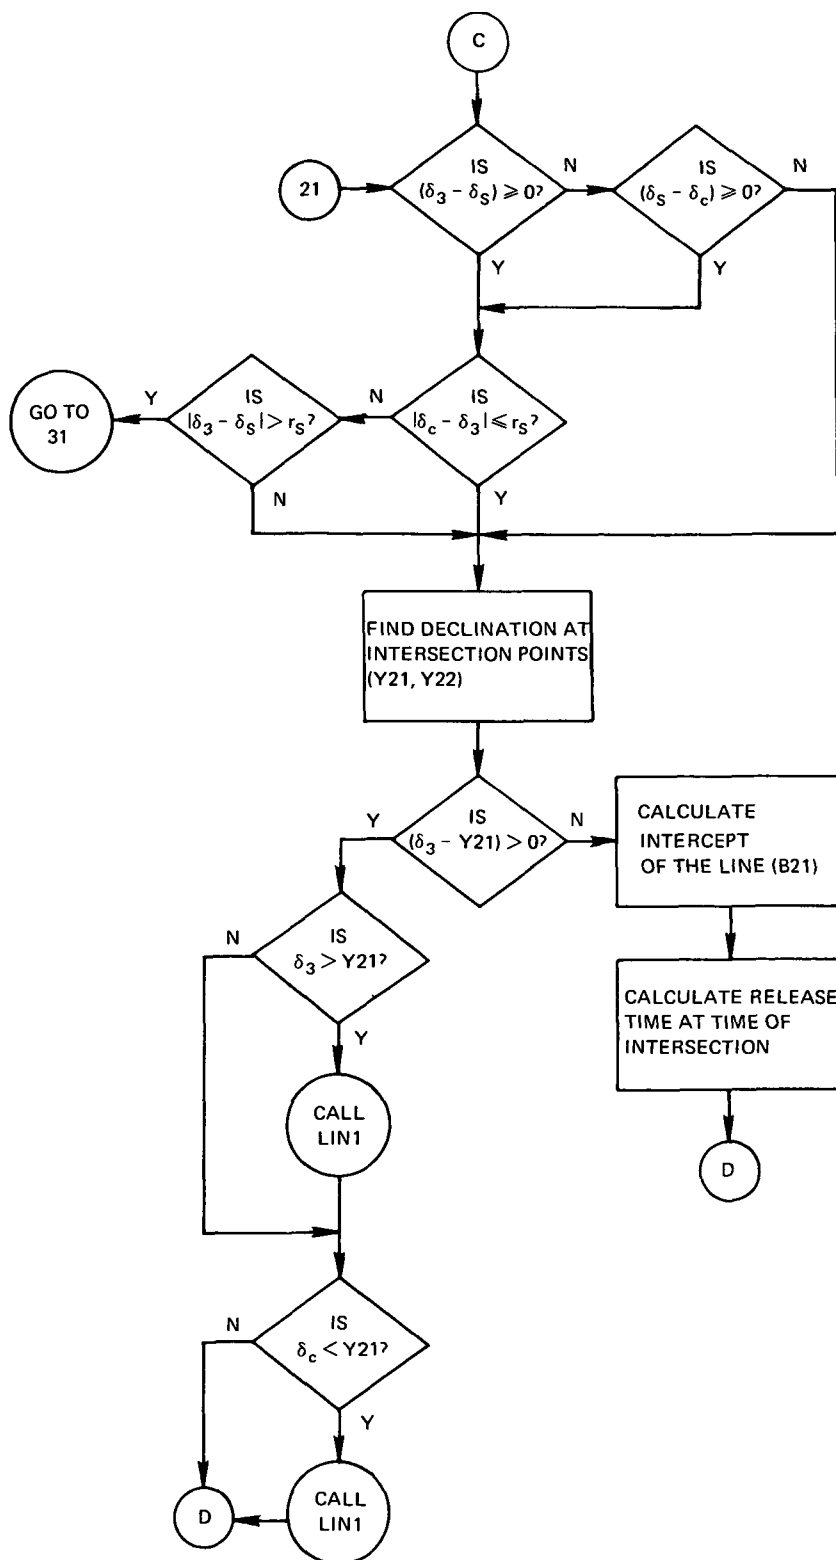 C
21
IS
(δ3 − δS) ⩾ 0?
N
IS
(δS − δc) ⩾ 0?
N
Y
Y
GO TO
31
Y
IS
|δ3 − δS| > rS?
N
IS
|δc − δ3| ⩽ rS?
N
Y
FIND DECLINATION AT
INTERSECTION POINTS
(Y21, Y22)
Y
IS
(δ3 − Y21) > 0?
N
CALCULATE
INTERCEPT
OF THE LINE (B21)
N
IS
δ3 > Y21?
Y
CALCULATE RELEASE
TIME AT TIME OF
INTERSECTION
CALL
LIN1
D
N
IS
δc < Y21?
Y
D
CALL
LIN1